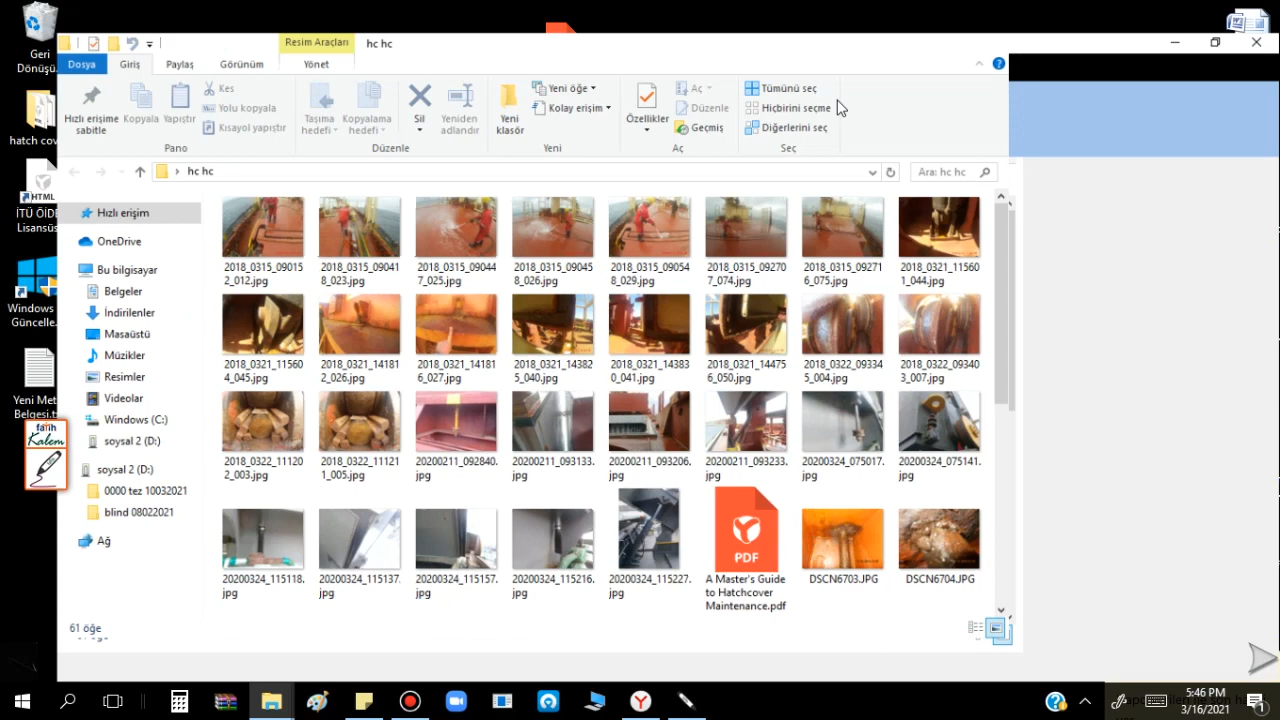 Geri
Dönüşü...
hatch cov
HTML
İTÜ ÖİDE
Lisansüs
Windows
Güncelle.
Yeni Met
Belgesi.t
fatih
Kalem
Resim Araçları hc hc
Dosya Giriş Paylaş Görünüm Yönet
Hızlı erişime
sabitle
Kopyala
Yapıştır
Kes
Yolu kopyala
Kısayol yapıştır
Pano
Taşıma
hedefi
Kopyalama
hedefi
Sil
Yeniden
adlandır
Düzenle
Yeni
klasör
Yeni öğe
Kolay erişim
Yeni
Özellikler
Aç
Düzenle
Geçmiş
Aç
Tümünü seç
Hiçbirini seçme
Diğerlerini seç
Seç
hc hc
Ara: hc hc
Hızlı erişim
OneDrive
Bu bilgisayar
Belgeler
İndirilenler
Masaüstü
Müzikler
Resimler
Videolar
Windows (C:)
soysal 2 (D:)
soysal 2 (D:)
0000 tez 10032021
blind 08022021
Ağ
2018_0315_09015 2018_0315_09041 2018_0315_09044 2018_0315_09045 2018_0315_09054 2018_0315_09270 2018_0315_09271 2018_0321_11560
2_012.jpg 8_023.jpg 7_025.jpg 8_026.jpg 8_029.jpg 7_074.jpg 6_075.jpg 1_044.jpg
2018_0321_11560 2018_0321_14181 2018_0321_14181 2018_0321_14382 2018_0321_14383 2018_0321_14475 2018_0322_09334 2018_0322_09340
4_045.jpg 2_026.jpg 6_027.jpg 5_040.jpg 0_041.jpg 6_050.jpg 5_004.jpg 3_007.jpg
2018_0322_11120 2018_0322_11121 20200211_092840. 20200211_093133. 20200211_093206. 20200211_093233. 20200324_075017. 20200324_075141.
2_003.jpg 1_005.jpg jpg jpg jpg jpg jpg jpg
20200324_115118. 20200324_115137. 20200324_115157. 20200324_115216. 20200324_115227.
jpg jpg jpg jpg jpg
PDF
A Master's Guide
to Hatchcover
Maintenance.pdf
DSCN6703.JPG DSCN6704.JPG
61 öğe
5:46 PM
3/16/2021